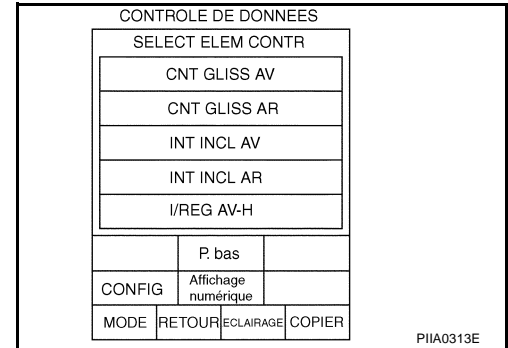 CONTROLE DE DONNEES
SELECT ELEM CONTR
CNT GLISS AV
CNT GLISS AR
INT INCL AV
INT INCL AR
I/REG AV-H
P. bas
CONFIG
Affichage
numérique
MODE RETOUR ECLAIRAGE COPIER
PIIA0313E